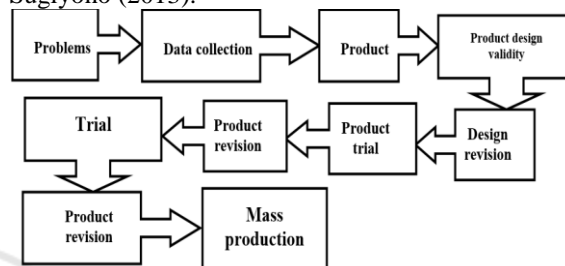 Sugiyono (2015).
Problems
Data collection
Product
Product design
validity
Design
revision
Product
trial
Product
revision
Trial
Product
revision
Mass
production